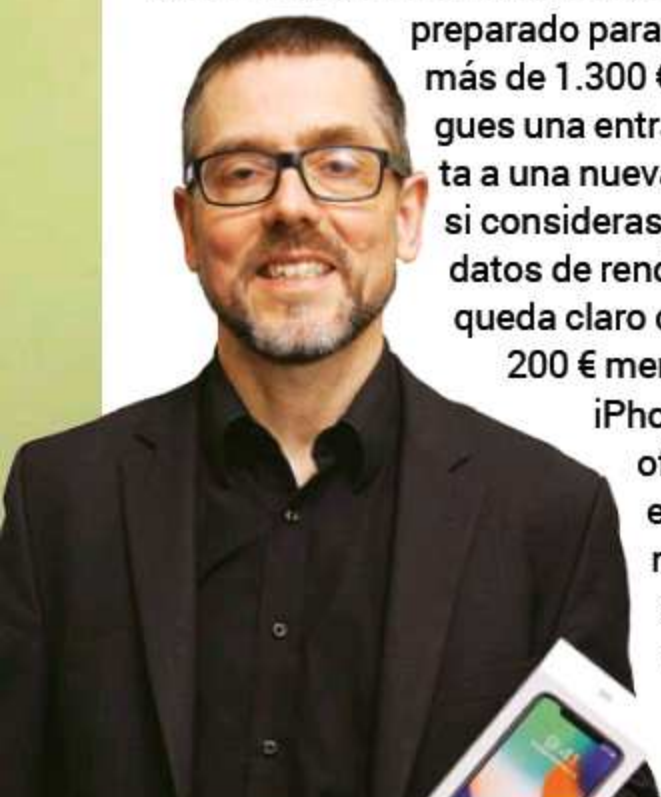 preparado para
más de 1.300 €
gues una entra
ta a una nueva
si consideras
datos de rend
queda claro
200 € men
iPho